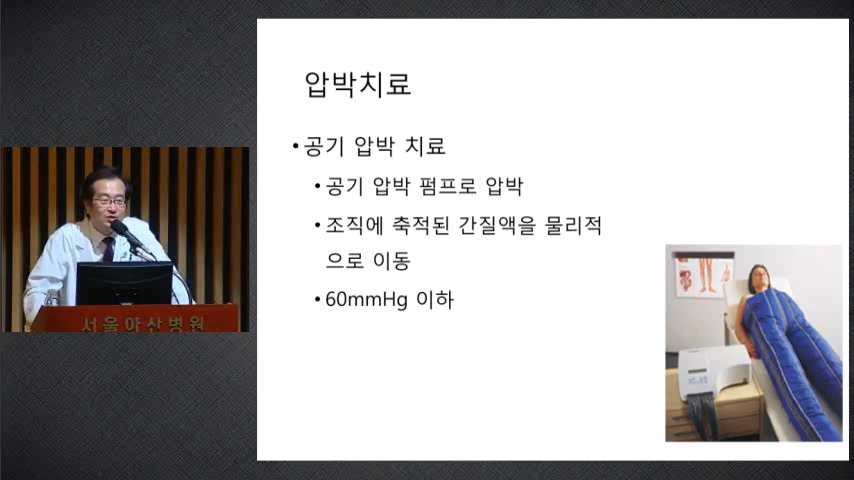 압박치료
• 공기 압박 치료
• 공기 압박 펌프로 압박
• 조직에 축적된 간질액을 물리적
으로 이동
• 60mmHg 이하
서울아산병원